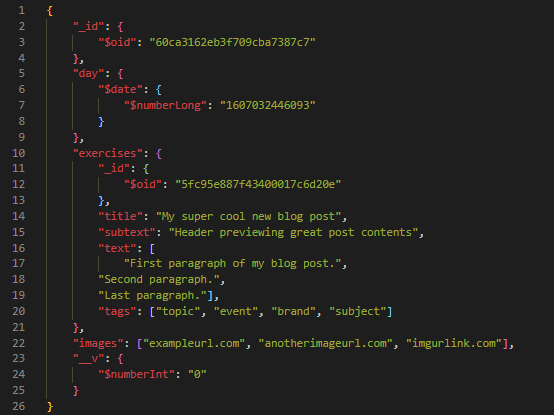 1 {
2     "_id": {
3         "$oid": "60ca3162eb3f709cba7387c7"
4     },
5     "day": {
6         "$date": {
7             "$numberLong": "1607032446093"
8         }
9     },
10     "exercises": {
11         "_id": {
12             "$oid": "5fc95e887f43400017c6d20e"
13         },
14         "title": "My super cool new blog post",
15         "subtext": "Header previewing great post contents",
16         "text": [
17             "First paragraph of my blog post.",
18         "Second paragraph.",
19         "Last paragraph."],
20         "tags": ["topic", "event", "brand", "subject"]
21     },
22     "images": ["exampleurl.com", "anotherimageurl.com", "imgurlink.com"],
23     "__v": {
24         "$numberInt": "0"
25     }
26 }